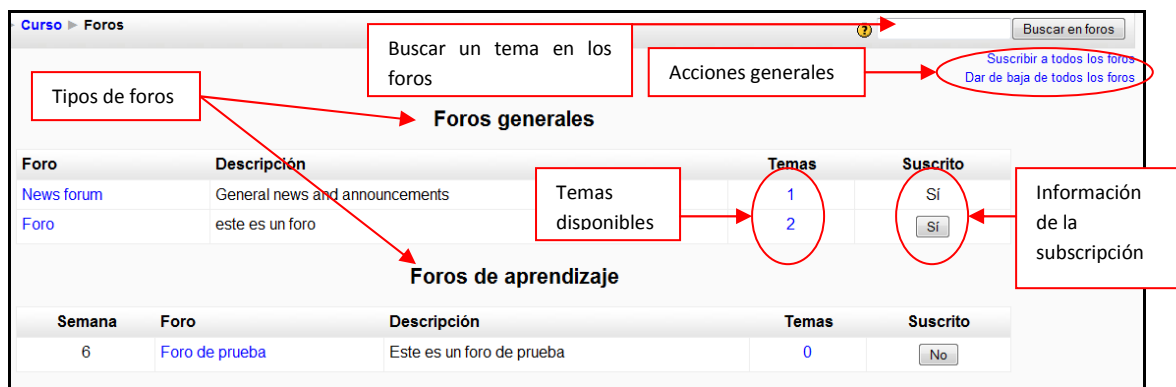 Curso ► Foros
Buscar en foros
Buscar un tema en los
foros
Acciones generales
Suscribir a todos los foros
Dar de baja de todos los foros
Tipos de foros
Foros generales
Foro Descripción Temas Suscrito
News forum General news and announcements 1 Sí
Foro este es un foro 2 Sí
Temas
disponibles
Información
de la
subscripción
Foros de aprendizaje
Semana Foro Descripción Temas Suscrito
6 Foro de prueba Este es un foro de prueba 0 No